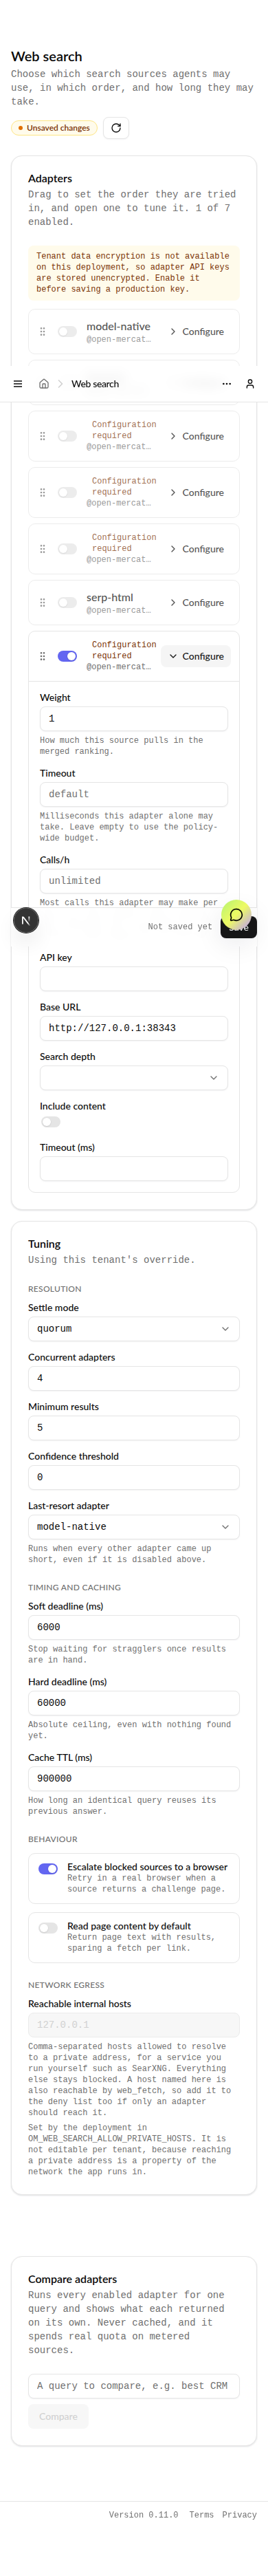 Web search
Choose which search sources agents may
use, in which order, and how long they may
take.
Unsaved changes
Adapters
Drag to set the order they are tried
in, and open one to tune it. 1 of 7
enabled.
Tenant data encryption is not available
on this deployment, so adapter API keys
are stored unencrypted. Enable it
before saving a production key.
model-native
@open-mercat…
Configure
Web search
Configuration
required
@open-mercat…
Configure
Configuration
required
@open-mercat…
Configure
Configuration
required
@open-mercat…
Configure
serp-html
@open-mercat…
Configure
Configuration
required
@open-mercat…
Configure
Weight
1
How much this source pulls in the
merged ranking.
Timeout
default
Milliseconds this adapter alone may
take. Leave empty to use the policy-
wide budget.
Calls/h
unlimited
Most calls this adapter may make per
Not saved yet
API key
Base URL
http://127.0.0.1:38343
Search depth
Include content
Timeout (ms)
Tuning
Using this tenant's override.
RESOLUTION
Settle mode
quorum
Concurrent adapters
4
Minimum results
5
Confidence threshold
0
Last-resort adapter
model-native
Runs when every other adapter came up
short, even if it is disabled above.
TIMING AND CACHING
Soft deadline (ms)
6000
Stop waiting for stragglers once results
are in hand.
Hard deadline (ms)
60000
Absolute ceiling, even with nothing found
yet.
Cache TTL (ms)
900000
How long an identical query reuses its
previous answer.
BEHAVIOUR
Escalate blocked sources to a browser
Retry in a real browser when a
source returns a challenge page.
Read page content by default
Return page text with results,
sparing a fetch per link.
NETWORK EGRESS
Reachable internal hosts
127.0.0.1
Comma-separated hosts allowed to resolve
to a private address, for a service you
run yourself such as SearXNG. Everything
else stays blocked. A host named here is
also reachable by web_fetch, so add it to
the deny list too if only an adapter
should reach it.
Set by the deployment in
OM_WEB_SEARCH_ALLOW_PRIVATE_HOSTS. It is
not editable per tenant, because reaching
a private address is a property of the
network the app runs in.
Compare adapters
Runs every enabled adapter for one
query and shows what each returned
on its own. Never cached, and it
spends real quota on metered
sources.
A query to compare, e.g. best CRM
Compare
Version 0.11.0
Terms
Privacy